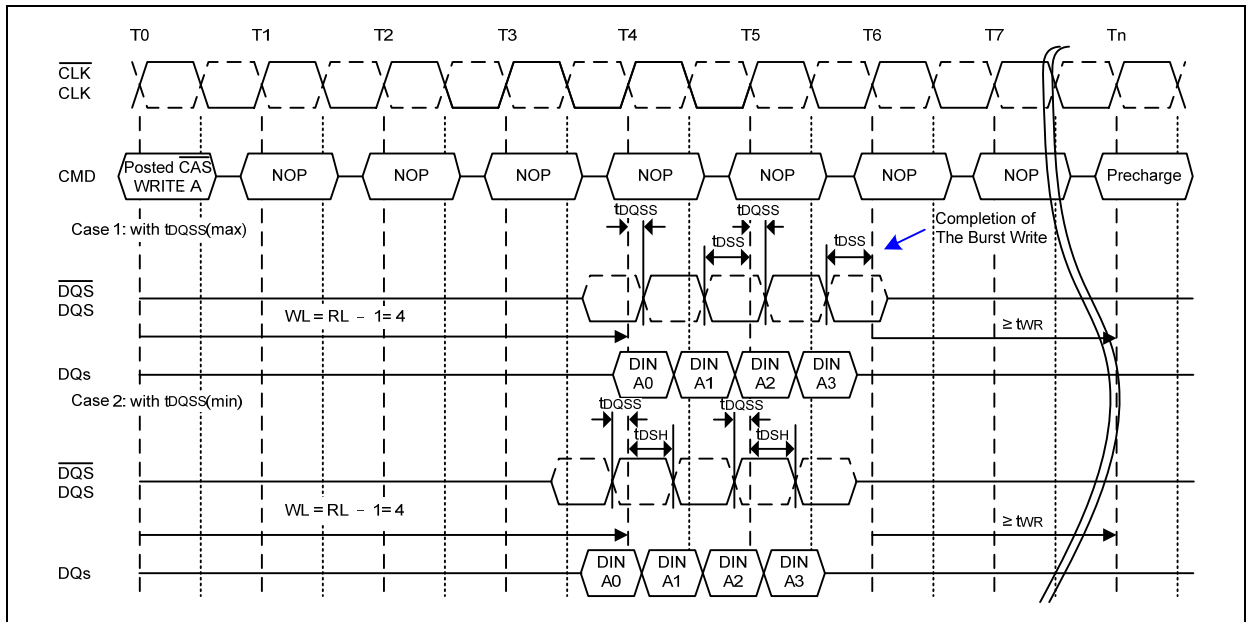 T0 T1 T2 T3 T4 T5 T6 T7 Tn
CLK
CLK
CMD
Posted CAS
WRITE A
NOP NOP NOP NOP NOP NOP NOP Precharge
Case 1: with tDQSS(max)
tDQSS tDQSS
tDSS tDSS
Completion of
The Burst Write
DQS
DQS
WL = RL – 1 = 4
≥ tWR
DQs
DIN
A0
DIN
A1
DIN
A2
DIN
A3
Case 2: with tDQSS(min)
tDQSS tDQSS
tDSH tDSH
DQS
DQS
WL = RL – 1 = 4
≥ tWR
DQs
DIN
A0
DIN
A1
DIN
A2
DIN
A3